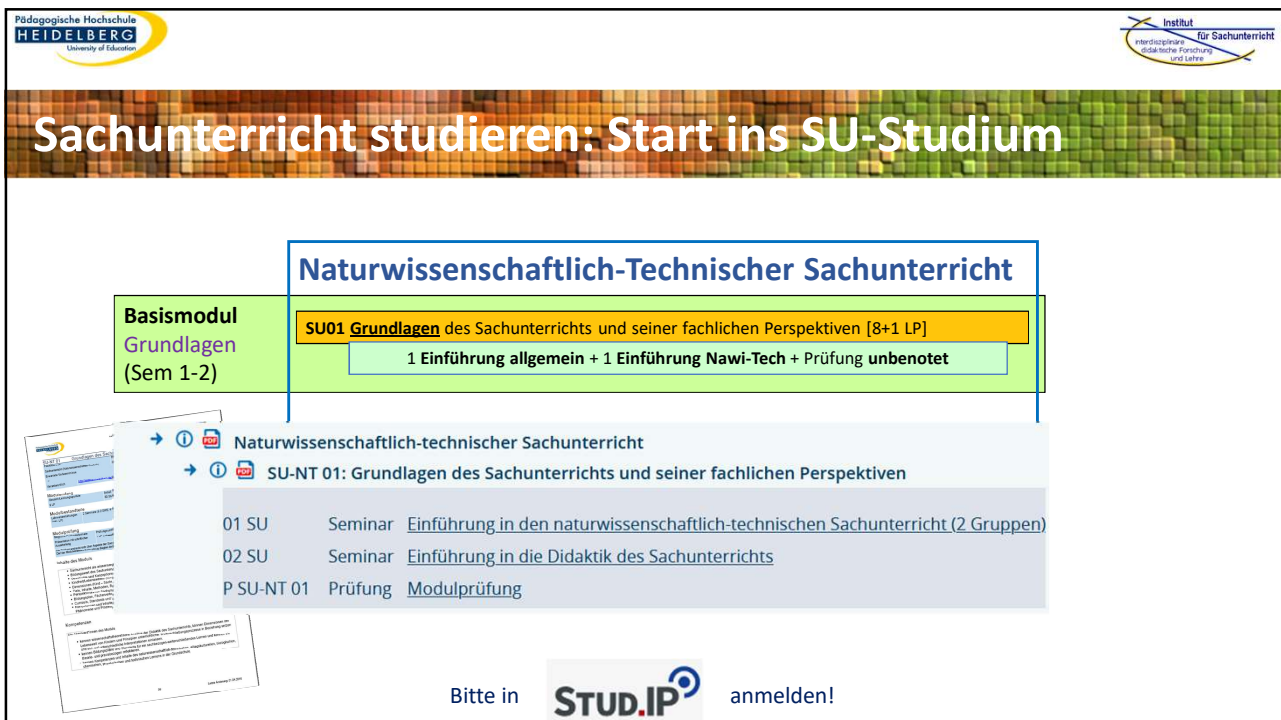 Pädagogische Hochschule
HEIDELBERG
University of Education
Institut
für Sachunterricht
interdisziplinäre
didaktische Forschung
und Lehre
Sachunterricht studieren: Start ins SU-Studium
Naturwissenschaftlich-Technischer Sachunterricht
Basismodul
Grundlagen
(Sem 1-2)
SU01 Grundlagen des Sachunterrichts und seiner fachlichen Perspektiven [8+1 LP]
1 Einführung allgemein + 1 Einführung Nawi-Tech + Prüfung unbenotet
Naturwissenschaftlich-technischer Sachunterricht
SU-NT 01: Grundlagen des Sachunterrichts und seiner fachlichen Perspektiven
01 SU Seminar Einführung in den naturwissenschaftlich-technischen Sachunterricht (2 Gruppen)
02 SU Seminar Einführung in die Didaktik des Sachunterrichts
P SU-NT 01 Prüfung Modulprüfung
Bitte in STUD.IP anmelden!